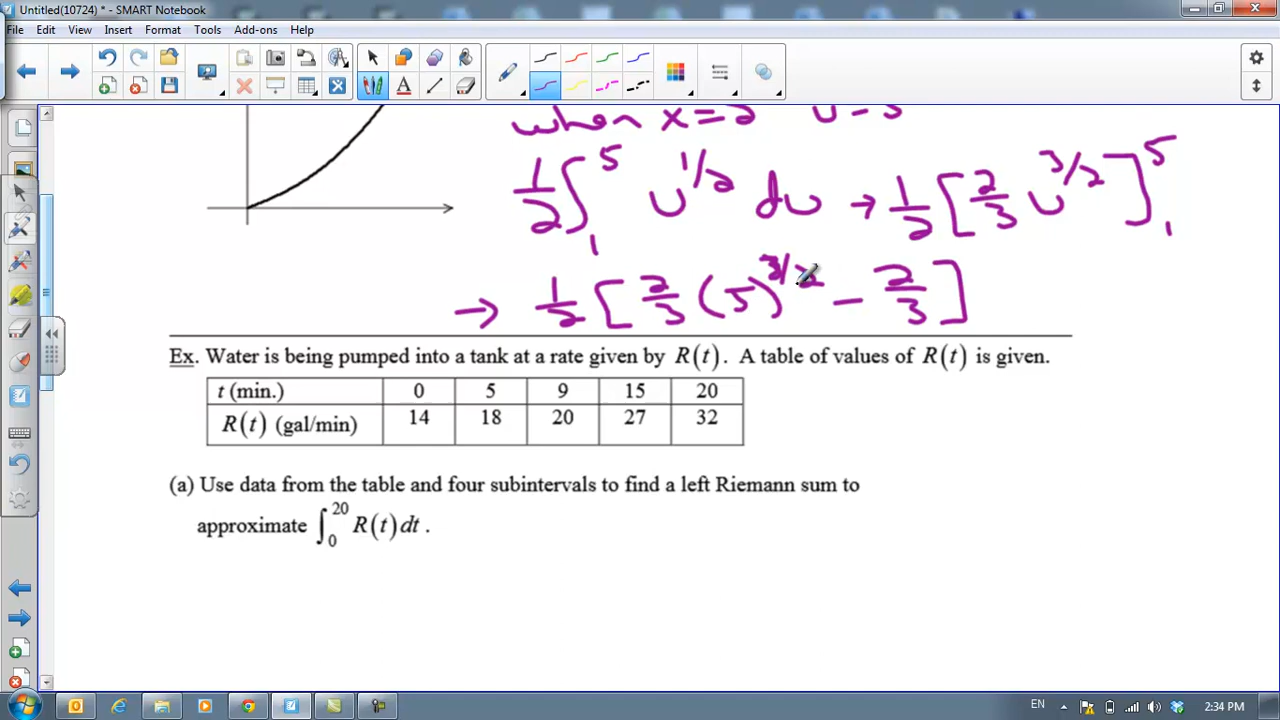 Untitled(10724) * - SMART Notebook
File Edit View Insert Format Tools Add-ons Help
when x=2
1/2 ∫₁⁵ u^1/2 du → 1/2 [2/3 u^3/2]₁⁵
→ 1/2 [2/3 (5)^3/2 - 2/3]
Ex. Water is being pumped into a tank at a rate given by R(t). A table of values of R(t) is given.
t (min.) 0 5 9 15 20
R(t) (gal/min) 14 18 20 27 32
(a) Use data from the table and four subintervals to find a left Riemann sum to
approximate ∫₀²⁰ R(t) dt .
EN 2:34 PM